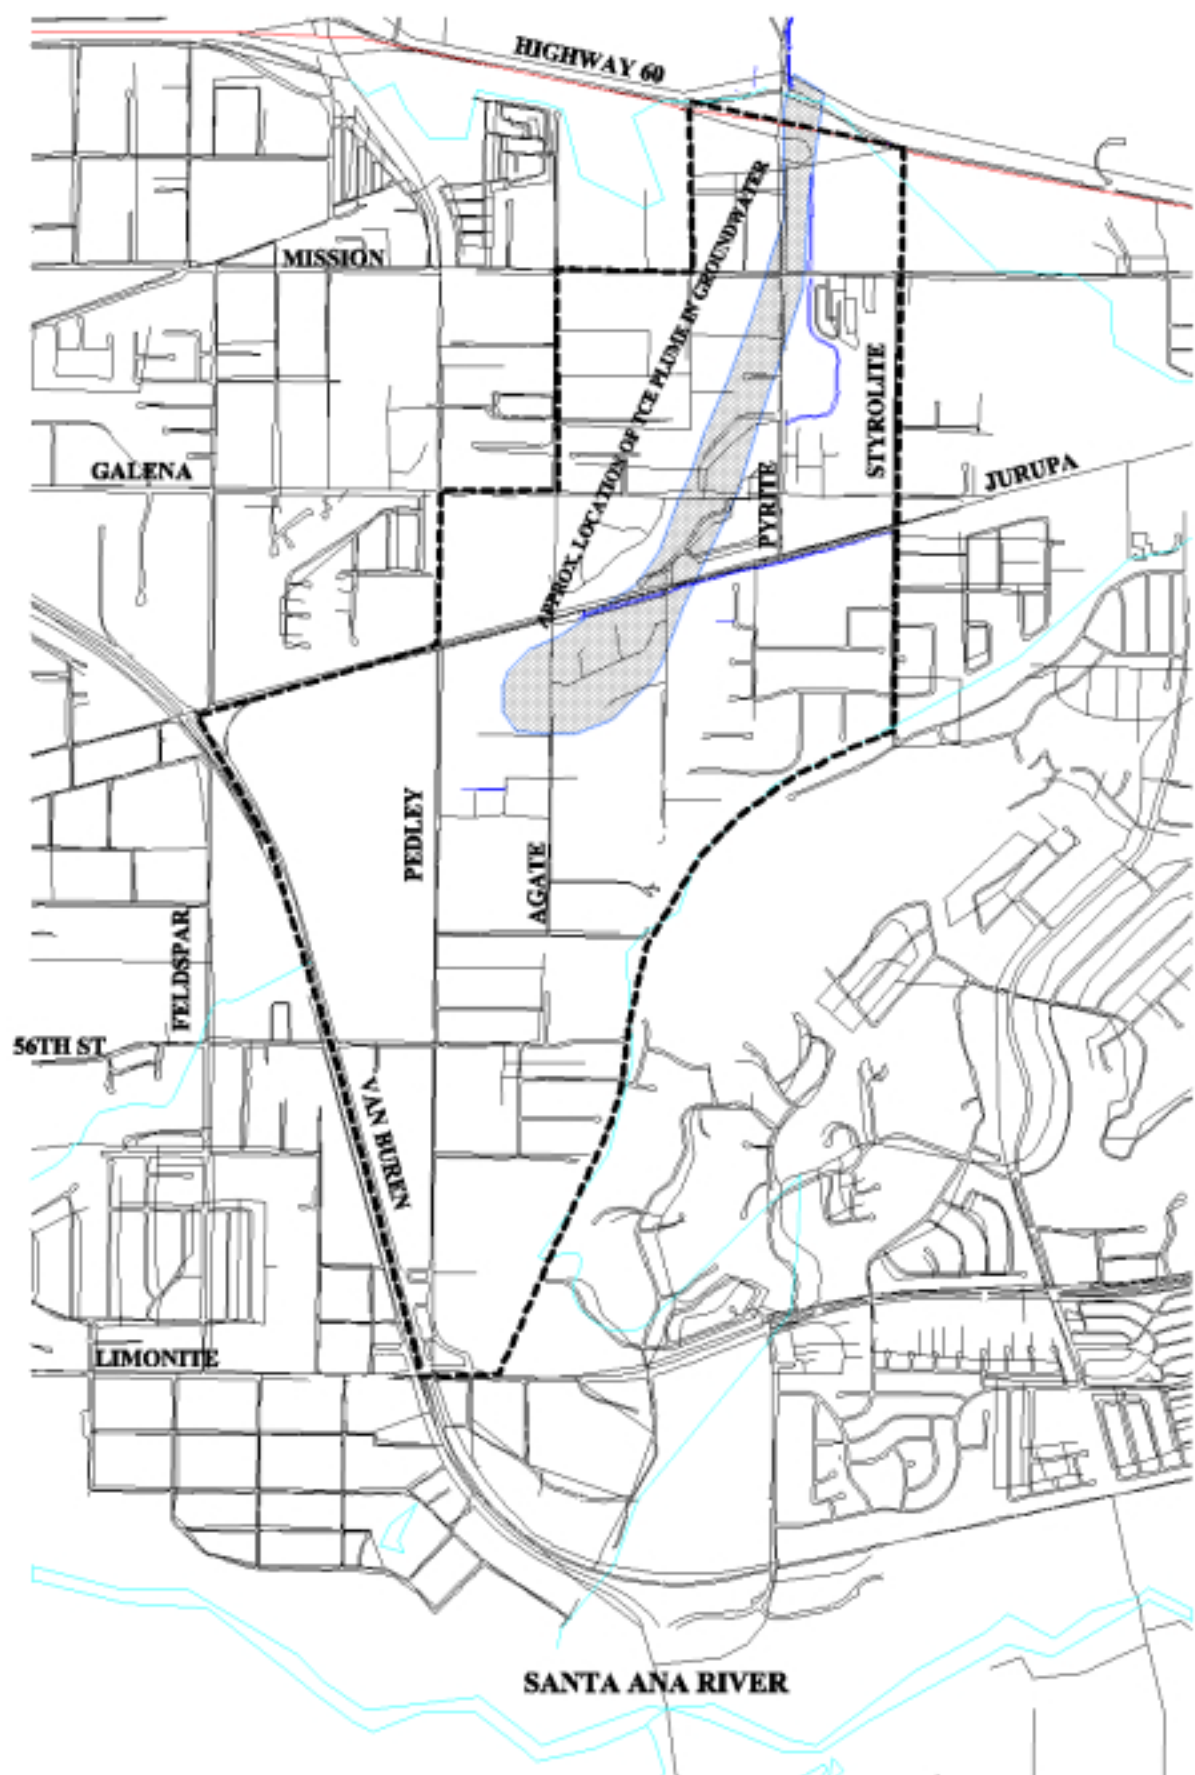 HIGHWAY 60
MISSION
APPROX. LOCATION OF TCE PLUME IN GROUNDWATER
STYROLITE
GALENA
PYRITE
JURUPA
PEDLEY
AGATE
FELDSPAR
56TH ST
VAN BUREN
LIMONITE
SANTA ANA RIVER